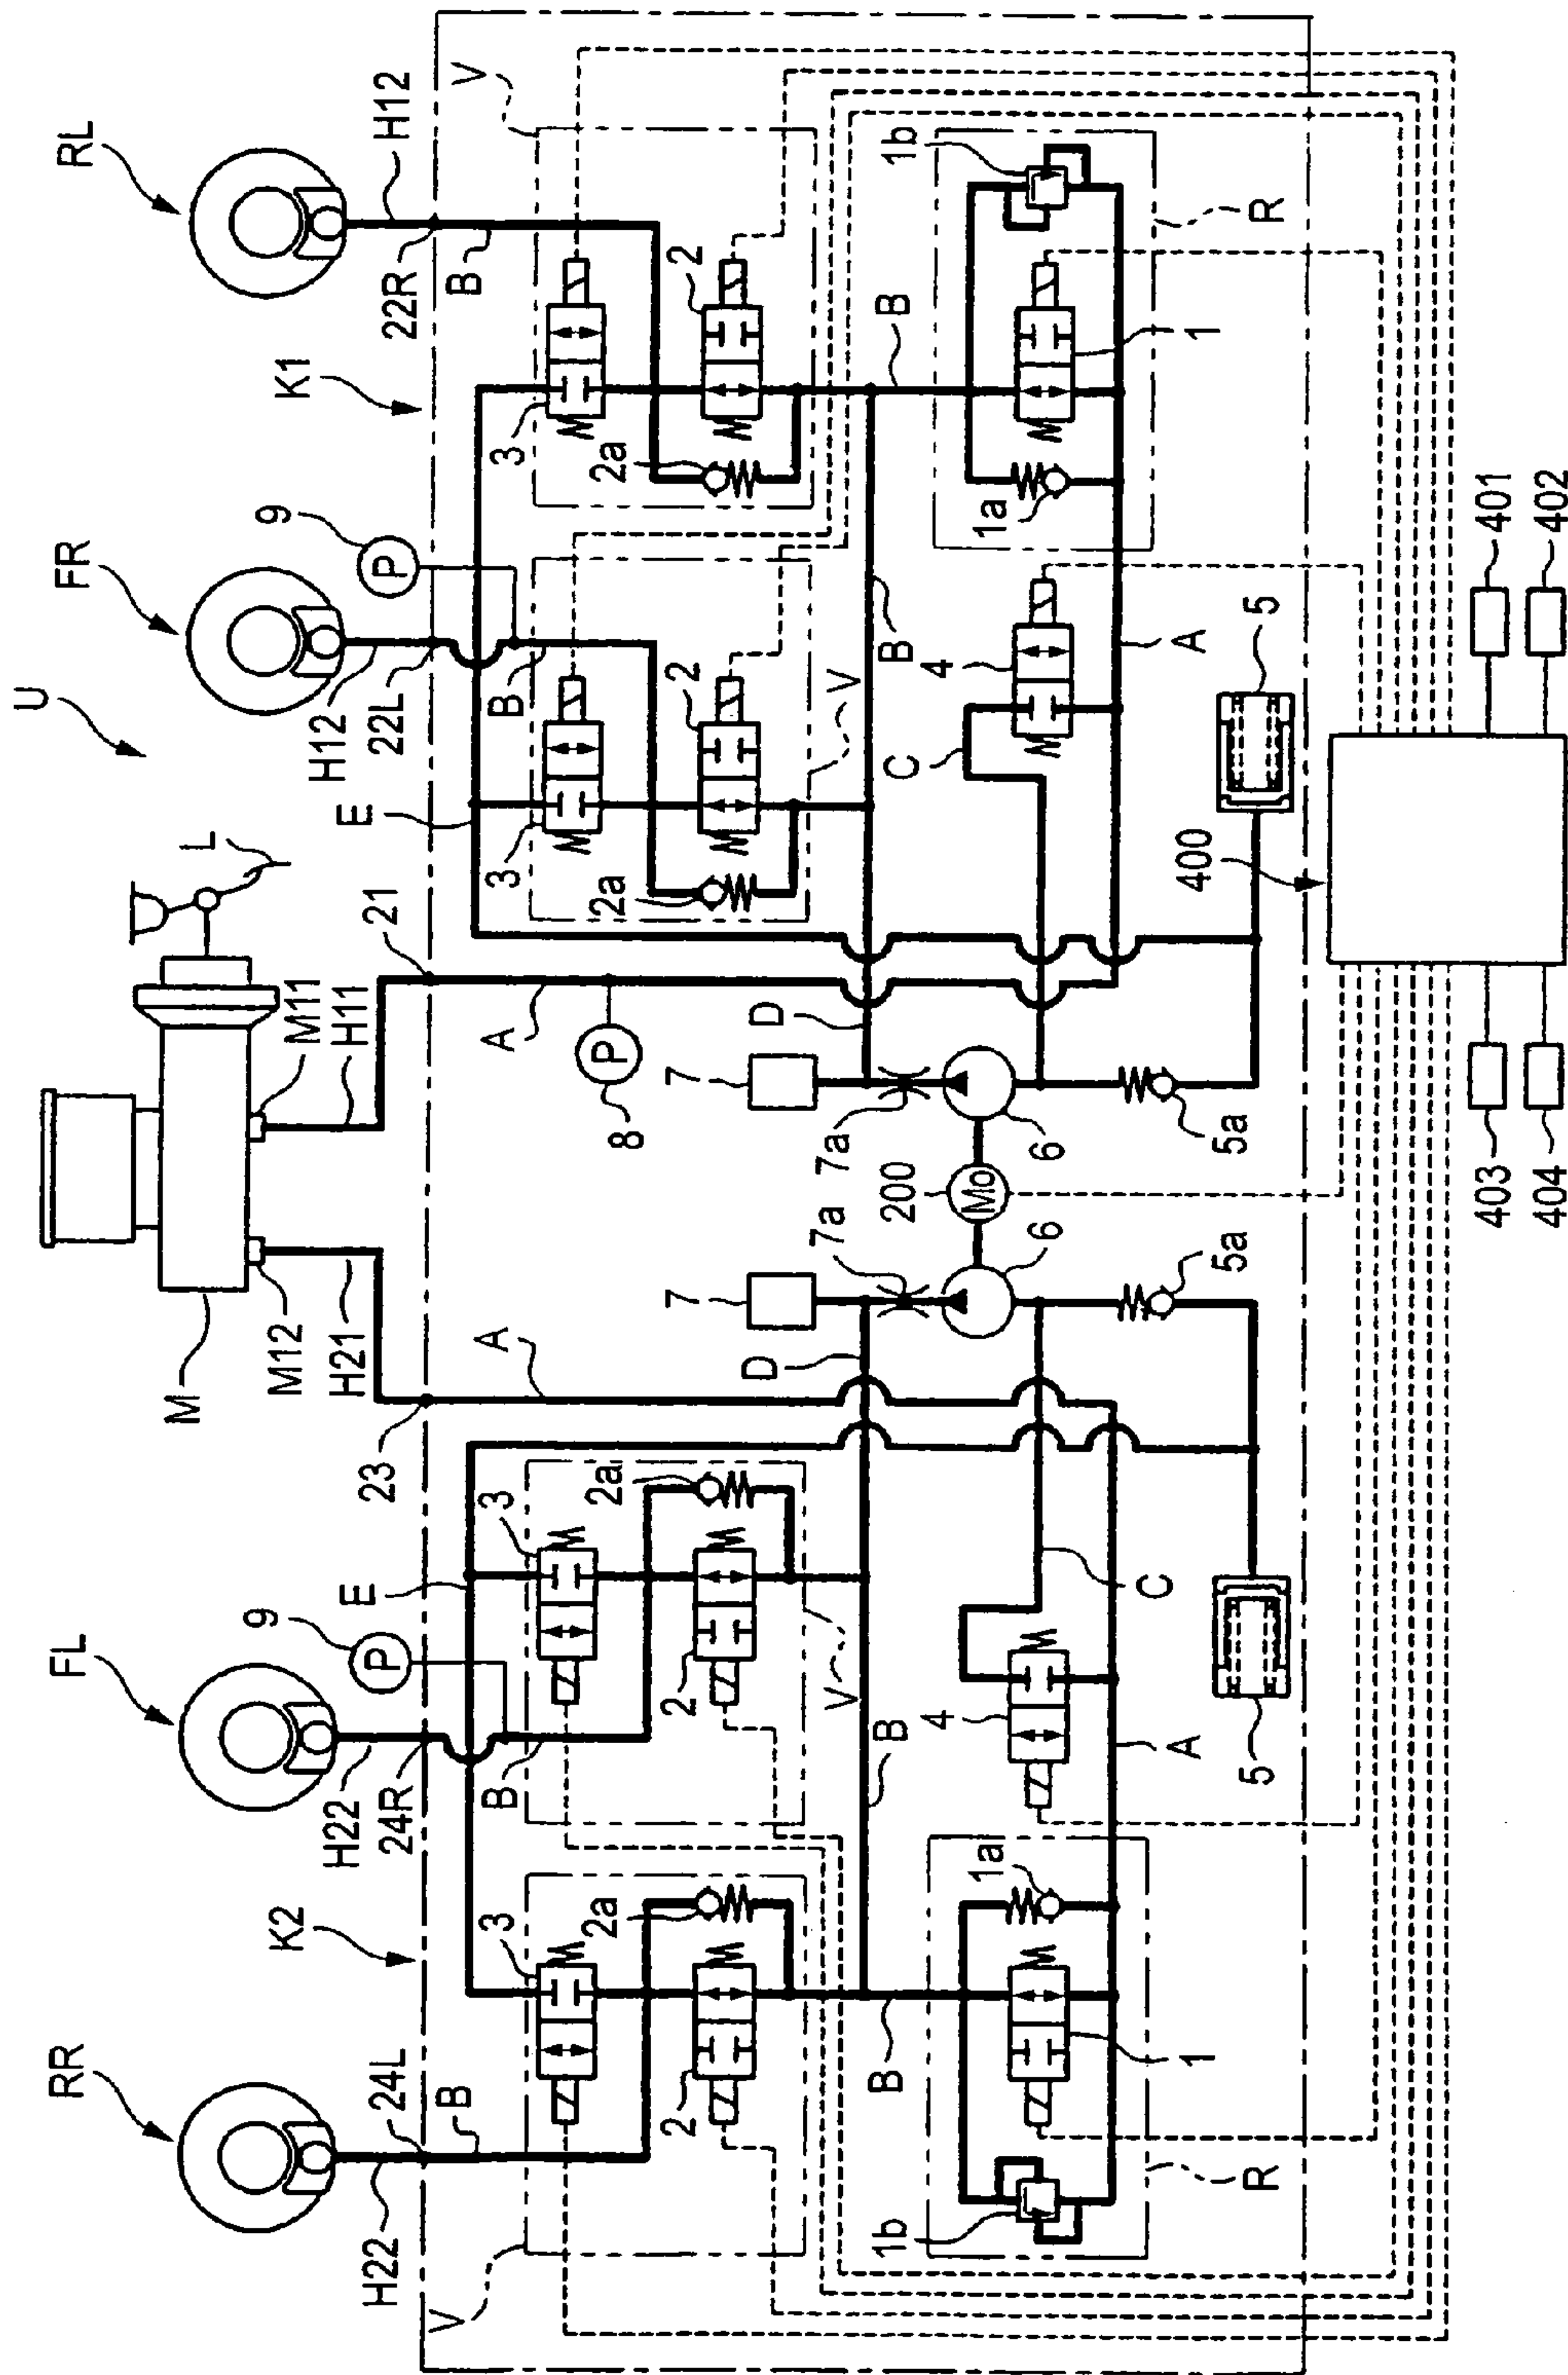 U
RR
FL
FR
RL
M
L
M12
M11
K2
K1
H21
H11
H22
H22
H12
H12
24L
24R
23
21
22L
22R
9
P
9
P
V
B
E
A
A
E
B
V
3
B
3
3
B
3
2a
2a
8
P
2a
2a
2
2
2
2
7
7
D
D
V
V
7a
7a
B
B
B
B
200
Mo
6
6
4
C
C
4
1b
1a
1a
1b
1
A
A
1
5a
5a
R
R
5
5
400
403
401
404
402